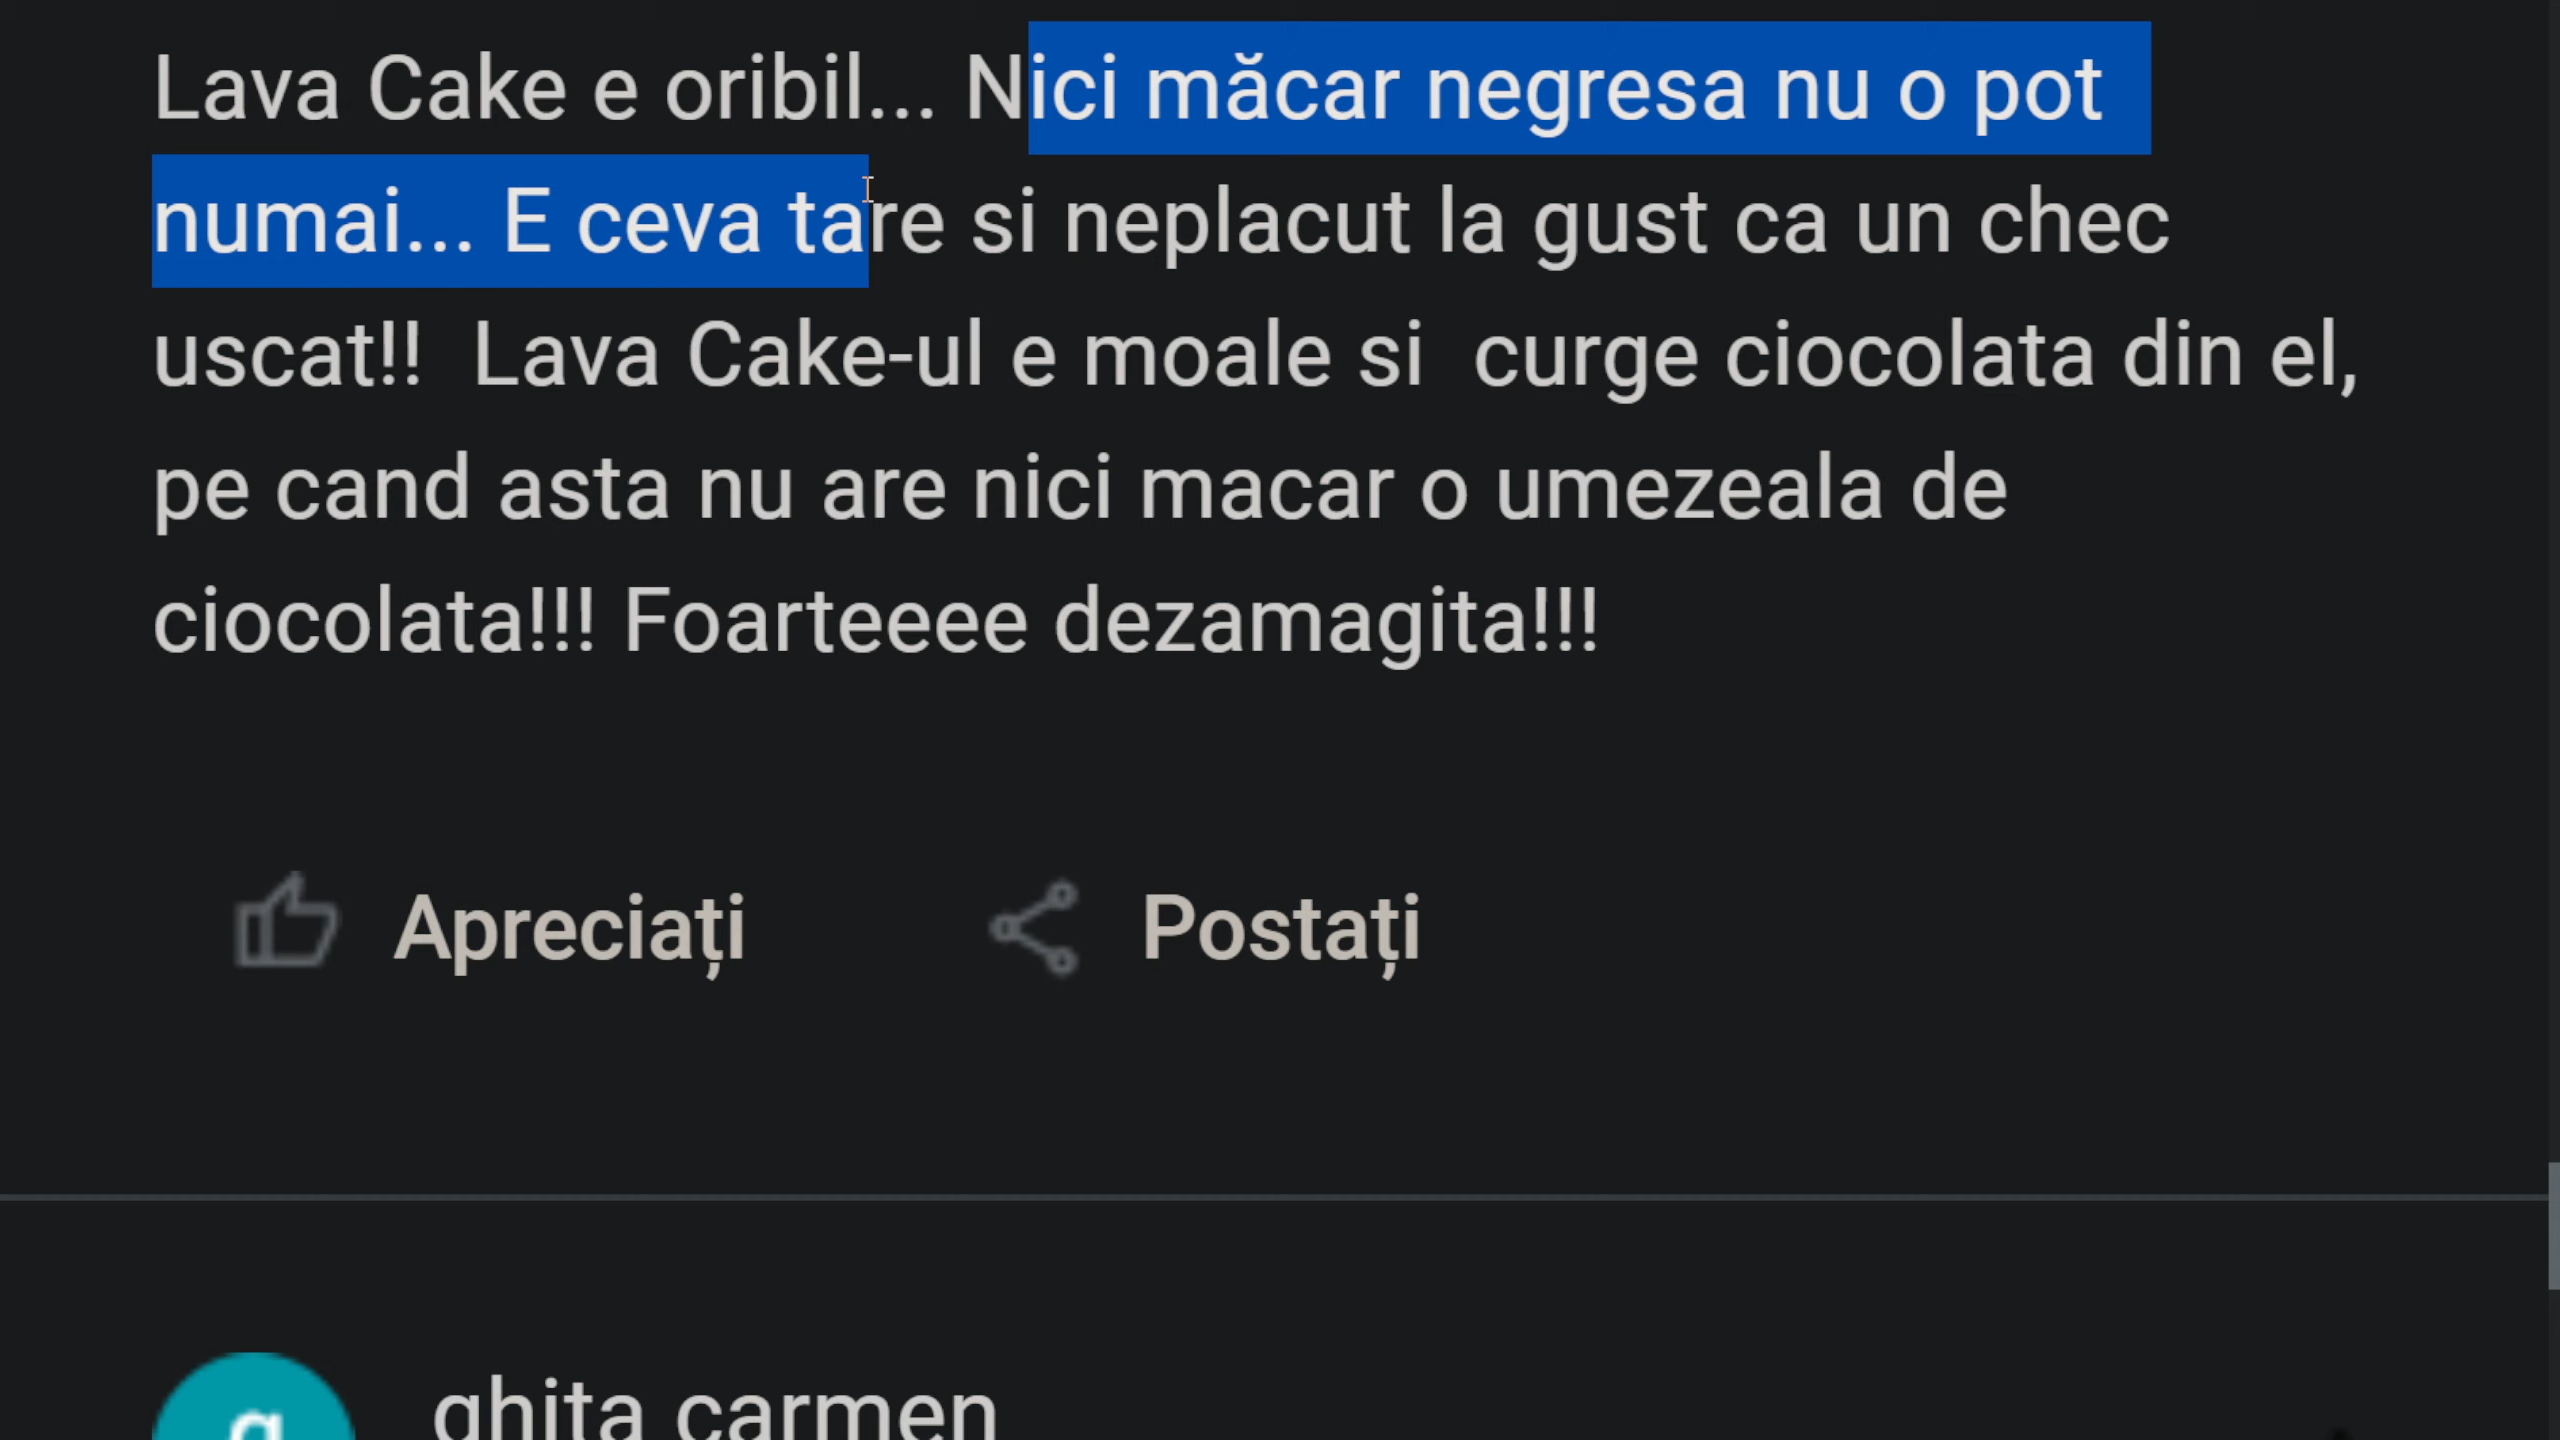 Lava Cake e oribil... Nici măcar negresa nu o pot
numai... E ceva tare si neplacut la gust ca un chec
uscat!!  Lava Cake-ul e moale si  curge ciocolata din el,
pe cand asta nu are nici macar o umezeala de
ciocolata!!! Foarteeee dezamagita!!!
Apreciați
Postați
g
ghita carmen